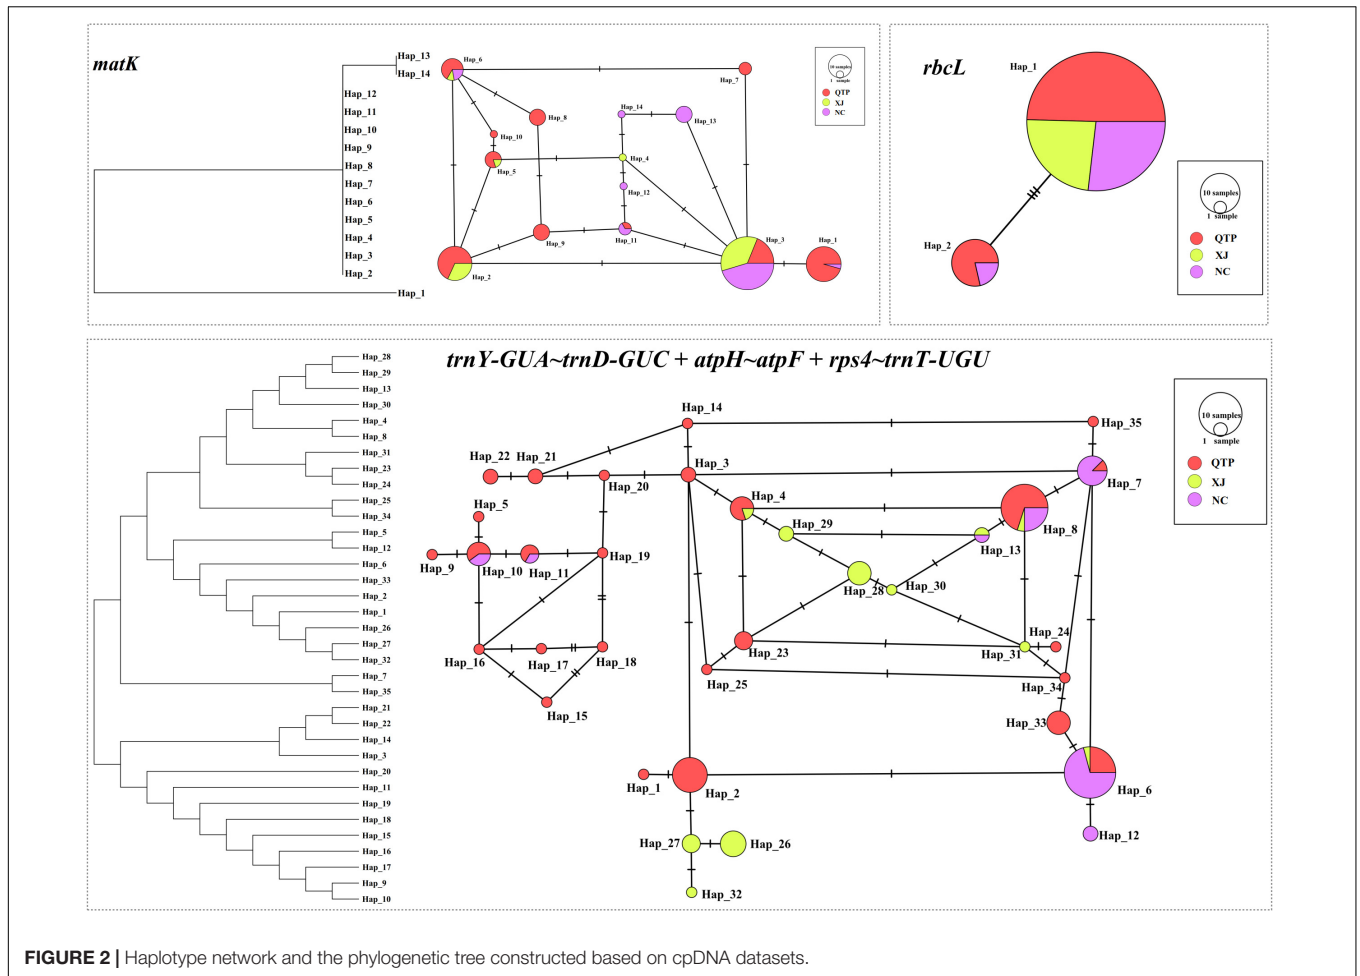 matK
Hap_13
Hap_14
Hap_12
Hap_11
Hap_10
Hap_9
Hap_8
Hap_7
Hap_6
Hap_5
Hap_4
Hap_3
Hap_2
Hap_1
Hap_6
Hap_7
Hap_8
Hap_14
Hap_13
Hap_10
Hap_5
Hap_4
Hap_12
Hap_9
Hap_11
Hap_3
Hap_1
Hap_2
10 samples
1 sample
QTP
XJ
NC
rbcL
Hap_1
Hap_2
10 samples
1 sample
QTP
XJ
NC
trnY-GUA~trnD-GUC + atpH~atpF + rps4~trnT-UGU
Hap_28
Hap_29
Hap_13
Hap_30
Hap_4
Hap_8
Hap_31
Hap_23
Hap_24
Hap_25
Hap_34
Hap_5
Hap_12
Hap_6
Hap_33
Hap_2
Hap_1
Hap_26
Hap_27
Hap_32
Hap_7
Hap_35
Hap_21
Hap_22
Hap_14
Hap_3
Hap_20
Hap_11
Hap_19
Hap_18
Hap_15
Hap_16
Hap_17
Hap_9
Hap_10
Hap_14
Hap_35
Hap_22
Hap_21
Hap_3
Hap_20
Hap_7
Hap_5
Hap_4
Hap_29
Hap_8
Hap_13
Hap_9
Hap_10
Hap_11
Hap_19
Hap_28
Hap_30
Hap_24
Hap_23
Hap_31
Hap_16
Hap_17
Hap_18
Hap_25
Hap_34
Hap_15
Hap_33
Hap_1
Hap_2
Hap_6
Hap_12
Hap_27
Hap_26
Hap_32
10 samples
1 sample
QTP
XJ
NC
FIGURE 2 | Haplotype network and the phylogenetic tree constructed based on cpDNA datasets.